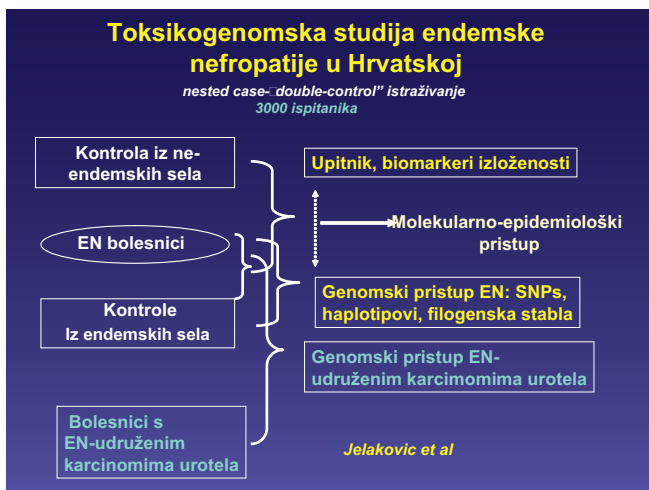 Toksikogenomska studija endemske
nefropatije u Hrvatskoj
nested case-□double-control” istraživanje
3000 ispitanika
Kontrola iz ne-
endemskih sela
EN bolesnici
Kontrole
Iz endemskih sela
Bolesnici s
EN-udruženim
karcinomima urotela
Upitnik, biomarkeri izloženosti
Molekularno-epidemiološki
pristup
Genomski pristup EN: SNPs,
haplotipovi, filogenska stabla
Genomski pristup EN-
udruženim karcimomima urotela
Jelakovic et al